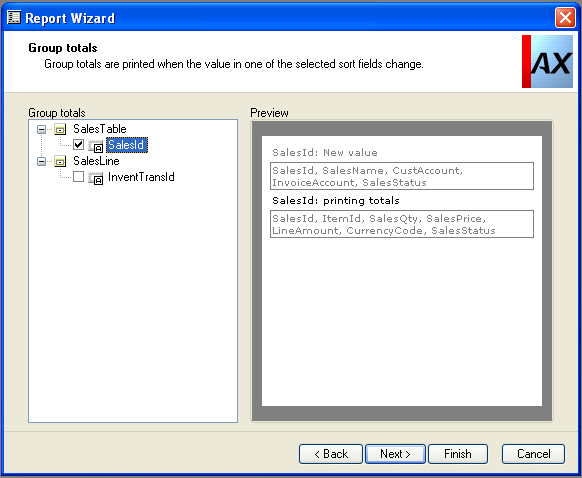 Report Wizard
Group totals
Group totals are printed when the value in one of the selected sort fields change.
AX
Group totals
SalesTable
SalesId
SalesLine
InventTransId
Preview
SalesId: New value
SalesId, SalesName, CustAccount,
InvoiceAccount, SalesStatus
SalesId: printing totals
SalesId, ItemId, SalesQty, SalesPrice,
LineAmount, CurrencyCode, SalesStatus
< Back
Next >
Finish
Cancel